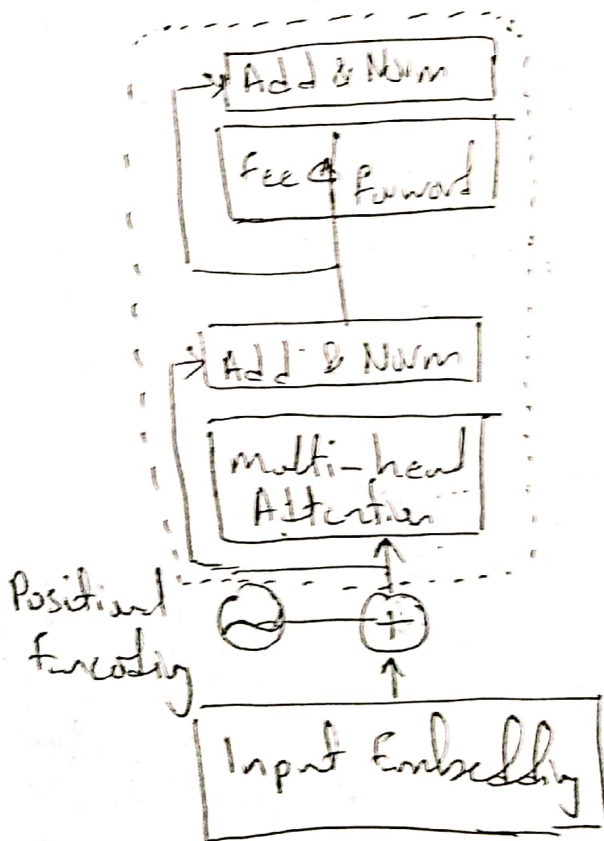 Add & Norm
Feed Forward
Add & Norm
Multi-head
Attention
Positional
Encoding
+
Input Embedding